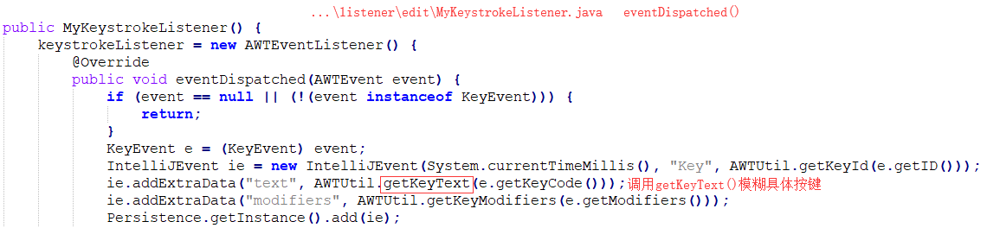 ...\listener\edit\MyKeystrokeListener.java eventDispatched()
public MyKeystrokeListener() {
keystrokeListener = new AWTEventListener() {
@Override
public void eventDispatched(AWTEvent event) {
if (event == null || (!(event instanceof KeyEvent))) {
return;
}
KeyEvent e = (KeyEvent) event;
IntelliJEvent ie = new IntelliJEvent(System.currentTimeMillis(), "Key", AWTUtil.getKeyId(e.getID()));
ie.addExtraData("text", AWTUtil.getKeyText(e.getKeyCode()));调用getKeyText()模糊具体按键
ie.addExtraData("modifiers", AWTUtil.getKeyModifiers(e.getModifiers()));
Persistence.getInstance().add(ie);